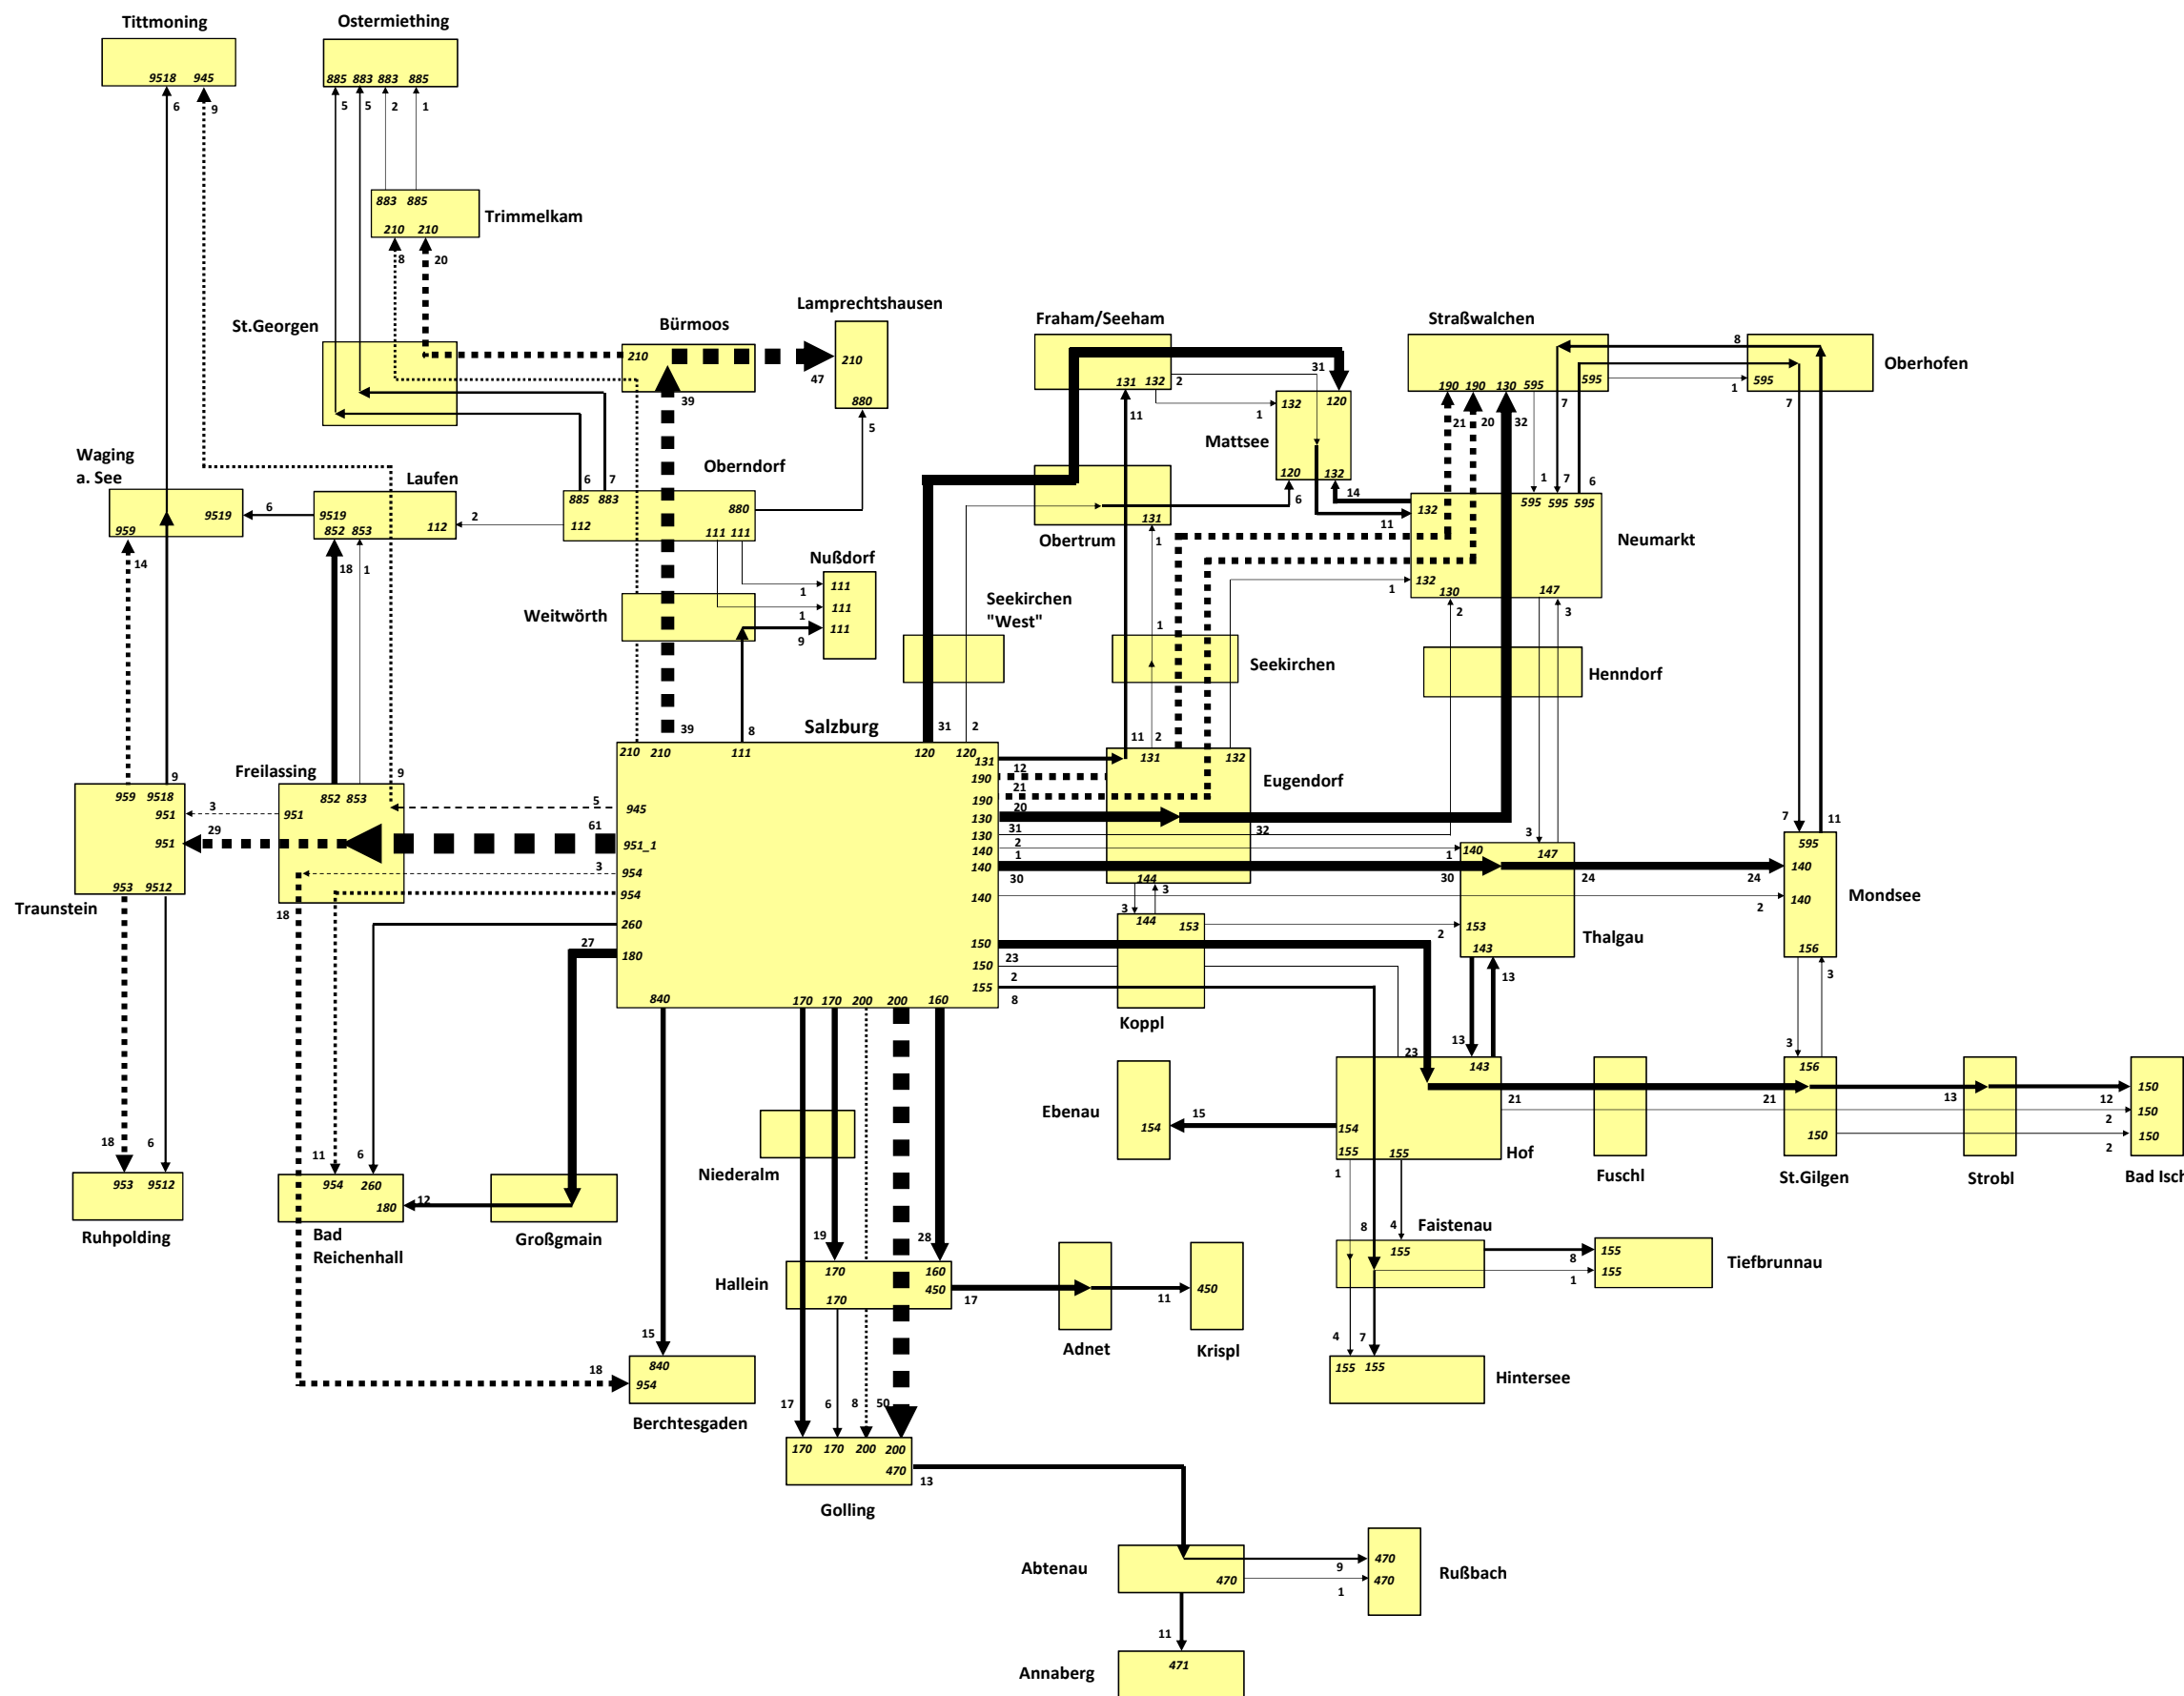 Tittmoning
Ostermiething
9518 945
885 883 883 885
6 9 5 5 2 1
883 885
Trimmelkam
210 210
8 20
Lamprechtshausen
St.Georgen
Bürmoos
210
210
47
39
880
5
Fraham/Seeham
131 132
2
31
11
1
132 120
Mattsee
120 132
6
14
11
Straßwalchen
190 190 130 595
595
21 20 32
7
8
1
595
Oberhofen
7
Waging
a. See
9519
959
14
6
Laufen
9519
852 853
112
18 1
2
Oberndorf
6 7
885 883
880
112
111 111
Nußdorf
111
111
111
1
1
9
Weitwörth
131
Obertrum
1
1 7 6
595 595 595
132
132
130
147
Neumarkt
1
2 3
Seekirchen
"West"
1
Seekirchen
Henndorf
Salzburg
39
8
31 2
11 2
210 210 111 120 120
131
190
190
130
130
140
140
140
150
150
155
12
21
20
31
2
1
30
23
2
8
131 132
Eugendorf
32
144
3
3
144
153
Koppl
3
1
30
140 147
153
143
2
Thalgau
24
24
2
7 11
595
140
140
156
Mondsee
3
13
13
3
Freilassing
9
852 853
951
5
61
3
18
945
951_1
954
954
260
180
840
27
170 170 200 200 160
9
959 9518
951
951
953 9512
3
29
Traunstein
18 6
953 9512
Ruhpolding
11 6
954 260
180
Bad
Reichenhall
12
Großgmain
15
840
954
18
Berchtesgaden
Niederalm
19 28
170 160
450
170
Hallein
17
Adnet
11
450
Krispl
17 6 8 50
170 170 200 200
470
Golling
13
Ebenau
154
15
23
143
154
155 155
Hof
21
Fuschl
21
156
150
St.Gilgen
13
Strobl
12
2
2
150
150
150
Bad Isch
1
8 4
Faistenau
155
8
1
155
155
Tiefbrunnau
4 7
155 155
Hintersee
Abtenau
470
9
1
470
470
Rußbach
11
471
Annaberg